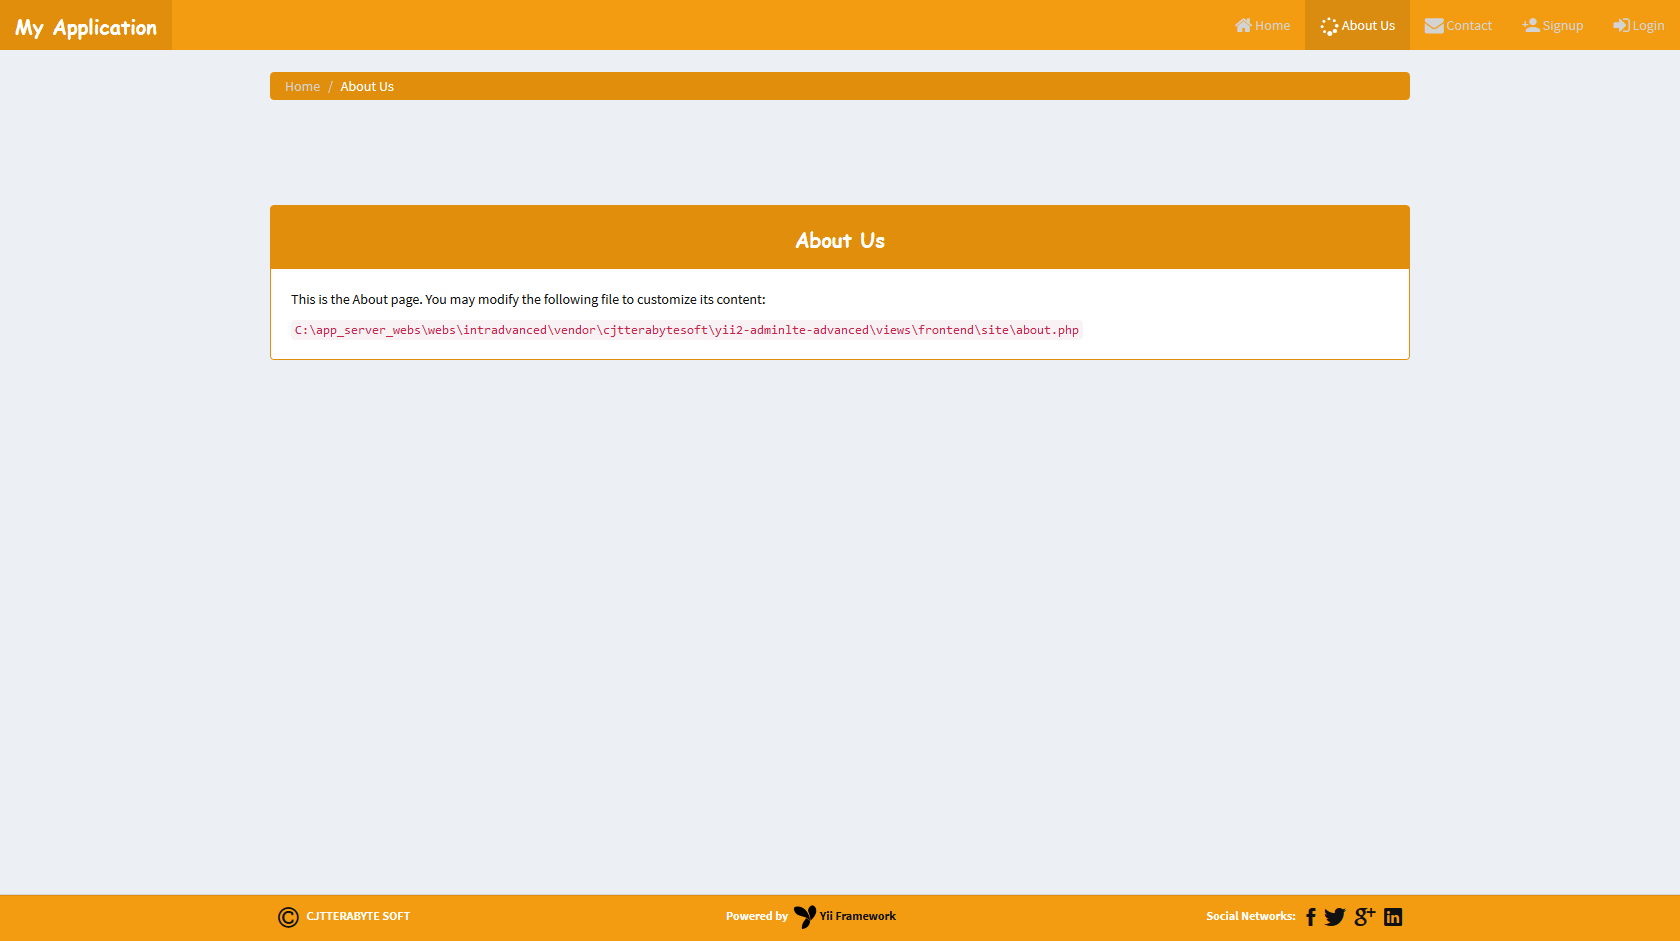 My Application
Home
About Us
Contact
Signup
Login
Home / About Us
About Us
This is the About page. You may modify the following file to customize its content:
C:\app_server_webs\webs\intradvanced\vendor\cjtterabytesoft\yii2-adminlte-advanced\views\frontend\site\about.php
© CJTTERABYTE SOFT
Powered by Yii Framework
Social Networks: